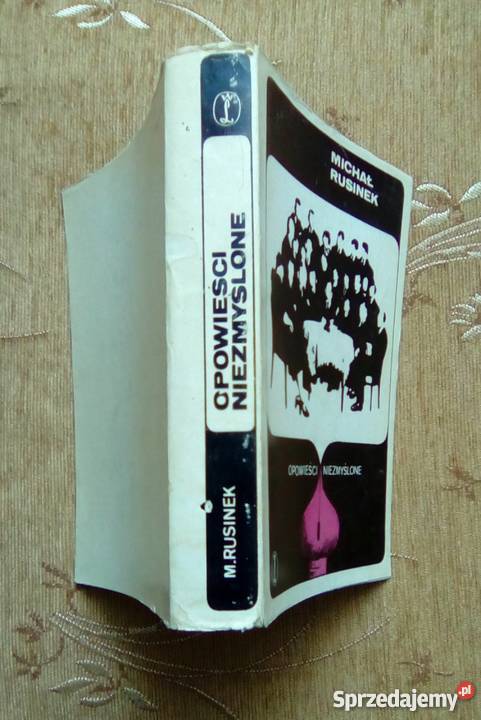 OPOWIEŚCI
NIEZMYŚLONE
M.RUSINEK
MICHAŁ
RUSINEK
OPOWIEŚCI NIEZMYŚLONE
Sprzedajemy.pl